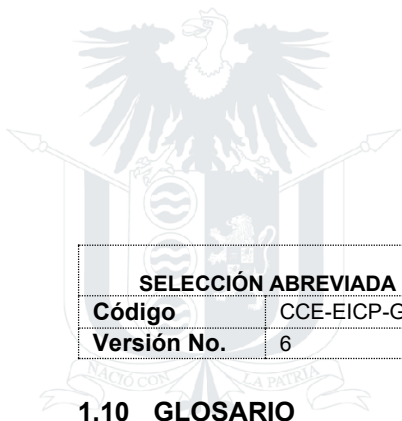 SELECCIÓN ABREVIADA
Código CCE-EICP-G
Versión No. 6
NACIÓ CON LA PATRIA
1.10 GLOSARIO